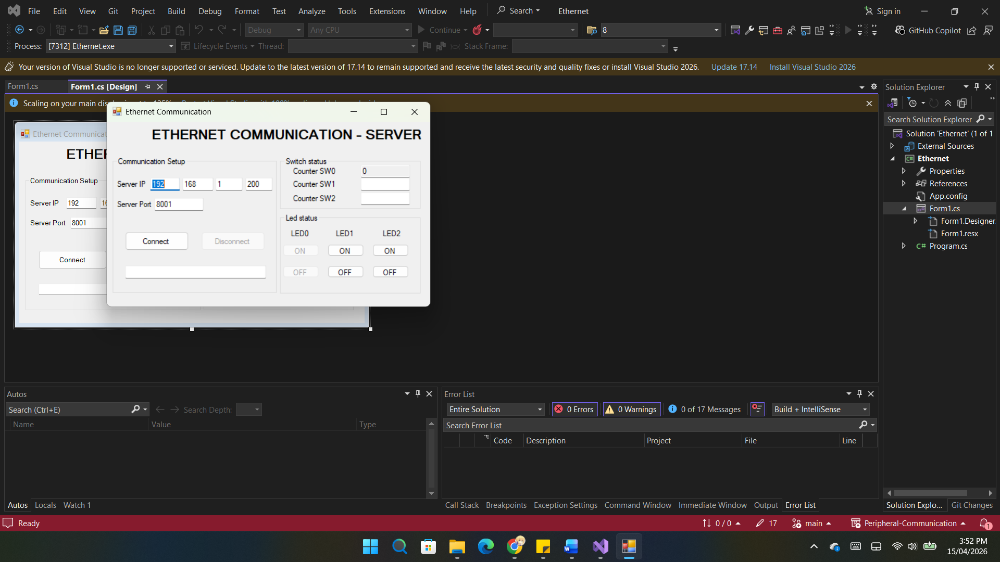 File Edit View Git Project Build Debug Format Test Analyze Tools Extensions Window Help Search Ethernet Sign in
Debug Any CPU Continue 8 GitHub Copilot
Process: [7312] Ethernet.exe Lifecycle Events Thread: Stack Frame:
Your version of Visual Studio is no longer supported or serviced. Update to the latest version of 17.14 to remain supported and receive the latest security and quality fixes or install Visual Studio 2026. Update 17.14 Install Visual Studio 2026
Form1.cs Form1.cs [Design]
Scaling on your main
Ethernet Communication
ETHERNET COMMUNICATION - SERVER
Communication Setup
Server IP 192 168 1 200
Server Port 8001
Connect Disconnect
Switch status
Counter SW0 0
Counter SW1
Counter SW2
Led status
LED0 LED1 LED2
ON ON ON
OFF OFF OFF
Ethernet Communicat
ETHE
Communication Setup
Server IP 192
Server Port 8001
Connect
Solution Explorer
Search Solution Explorer
Solution 'Ethernet' (1 of 1
External Sources
C# Ethernet
Properties
References
App.config
Form1.cs
Form1.Designer
Form1.resx
C# Program.cs
Solution Explo... Git Changes
Autos
Search (Ctrl+E) Search Depth:
Name Value Type
Autos Locals Watch 1
Error List
Entire Solution 0 Errors 0 Warnings 0 of 17 Messages Build + IntelliSense
Search Error List
Code Description Project File Line
Call Stack Breakpoints Exception Settings Command Window Immediate Window Output Error List
Ready 0 / 0 17 main Peripheral-Communication 1
3:52 PM
15/04/2026